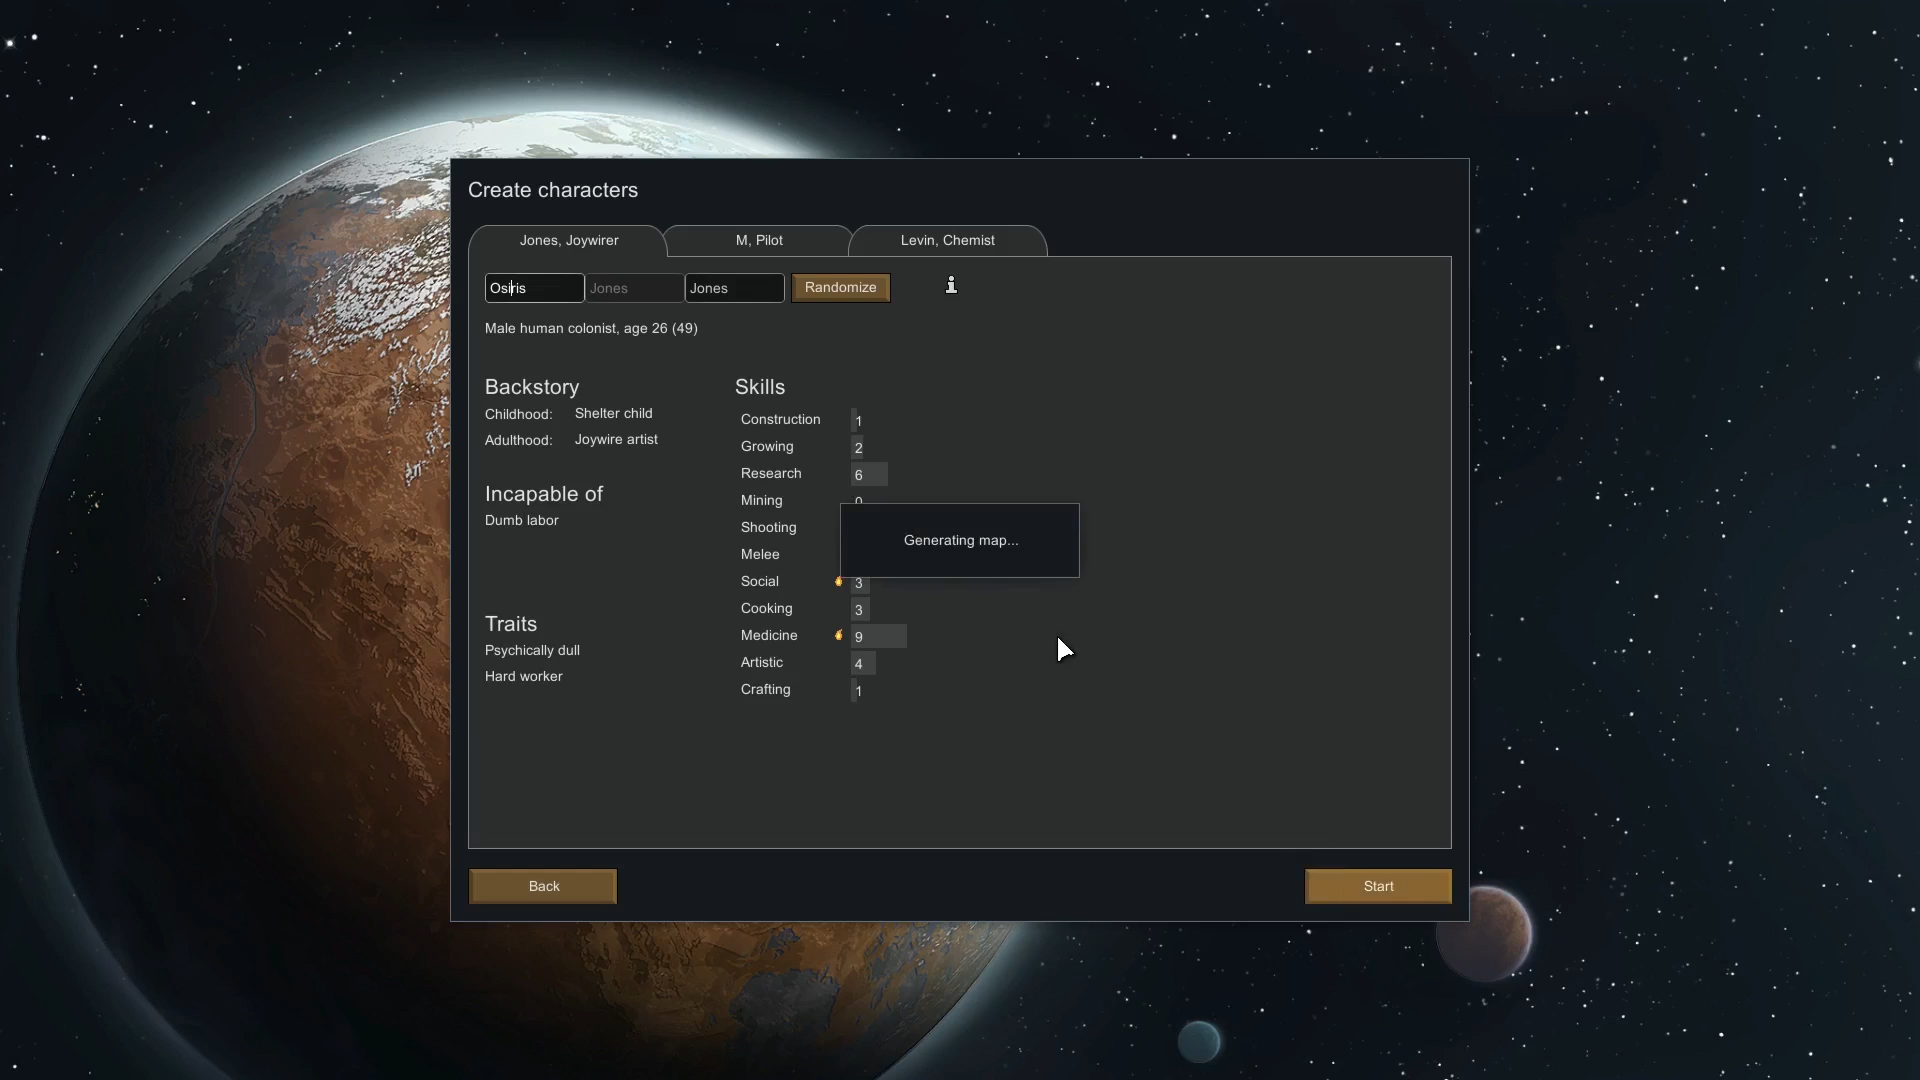 Create characters
Jones, Joywirer
M, Pilot
Levin, Chemist
Osiris
Jones
Jones
Randomize
Male human colonist, age 26 (49)
Backstory
Childhood: Shelter child
Adulthood: Joywire artist
Incapable of
Dumb labor
Traits
Psychically dull
Hard worker
Skills
Construction 1
Growing 2
Research 6
Mining 0
Shooting
Melee
Social 3
Cooking 3
Medicine 9
Artistic 4
Crafting 1
Generating map...
Back
Start